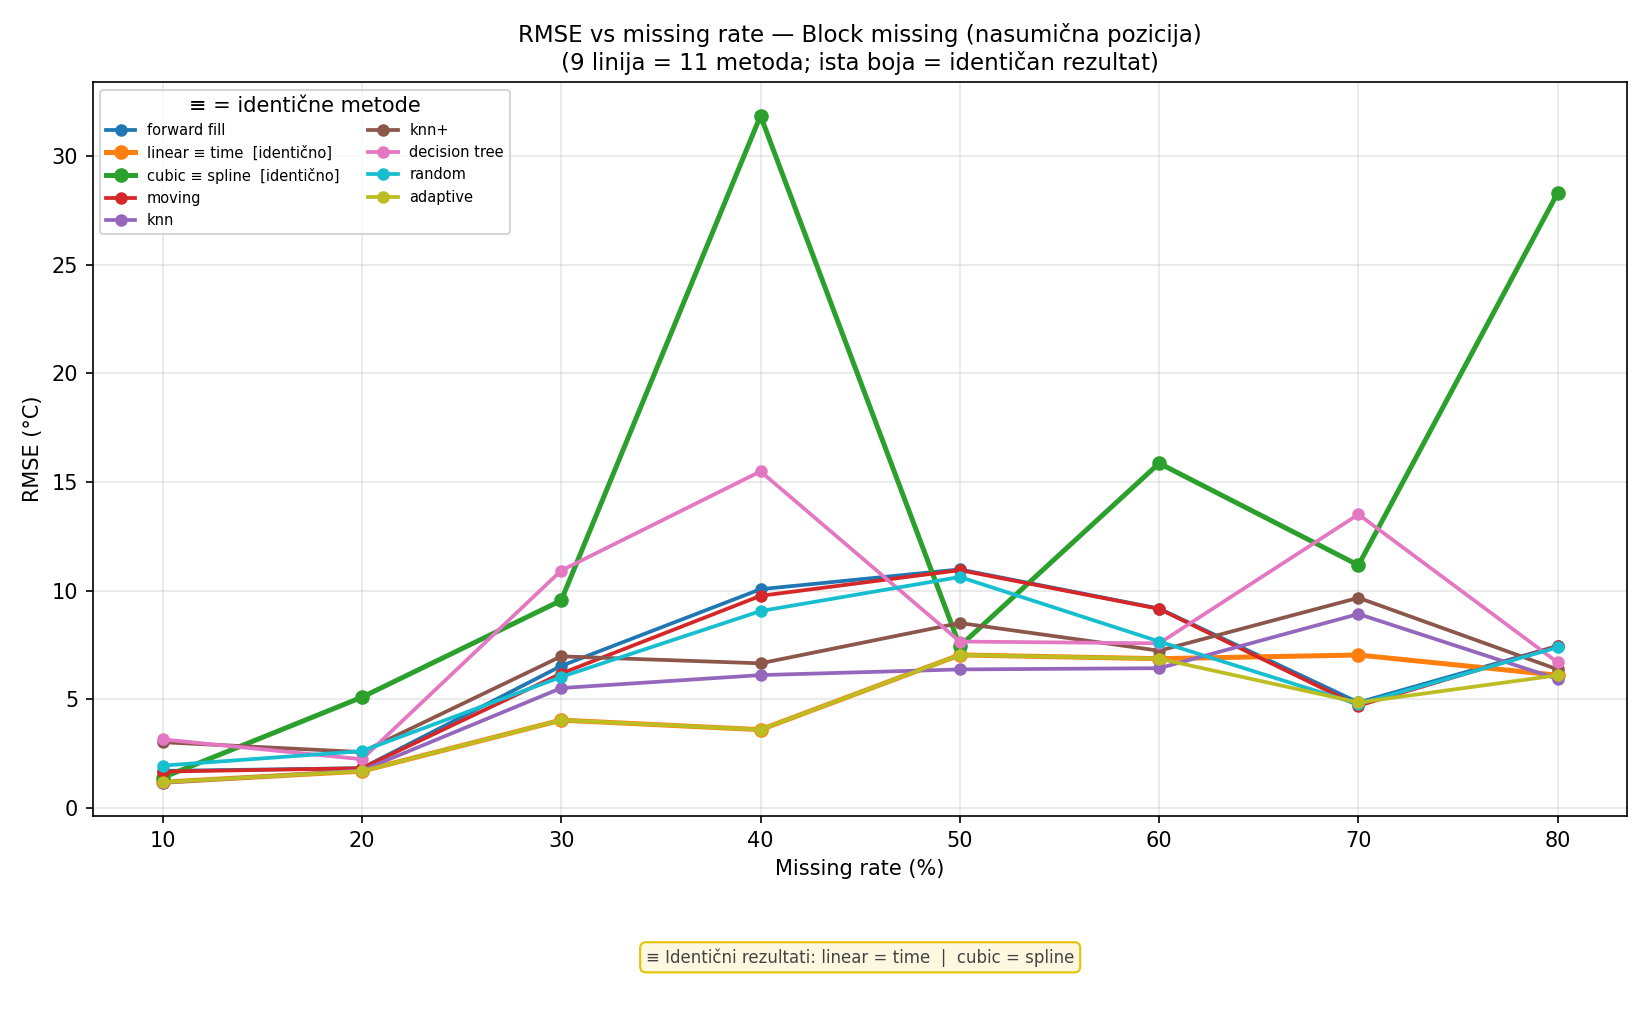 RMSE vs missing rate — Block missing (nasumična pozicija)
(9 linija = 11 metoda; ista boja = identičan rezultat)
≡ = identične metode
forward fill
linear ≡ time  [identično]
cubic ≡ spline  [identično]
moving
knn
knn+
decision tree
random
adaptive
RMSE (°C)
30
25
20
15
10
5
0
10 20 30 40 50 60 70 80
Missing rate (%)
≡ Identični rezultati: linear = time  |  cubic = spline